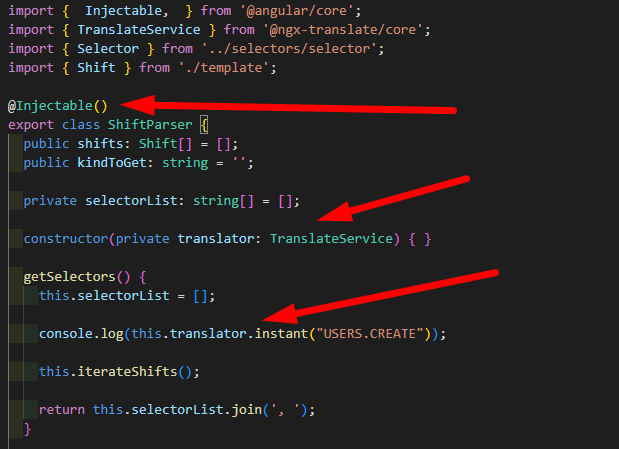 import {  Injectable,  } from '@angular/core';
import { TranslateService } from '@ngx-translate/core';
import { Selector } from '../selectors/selector';
import { Shift } from './template';
@Injectable()
export class ShiftParser {
  public shifts: Shift[] = [];
  public kindToGet: string = '';
  private selectorList: string[] = [];
  constructor(private translator: TranslateService) { }
  getSelectors() {
    this.selectorList = [];
    console.log(this.translator.instant("USERS.CREATE"));
    this.iterateShifts();
    return this.selectorList.join(', ');
  }